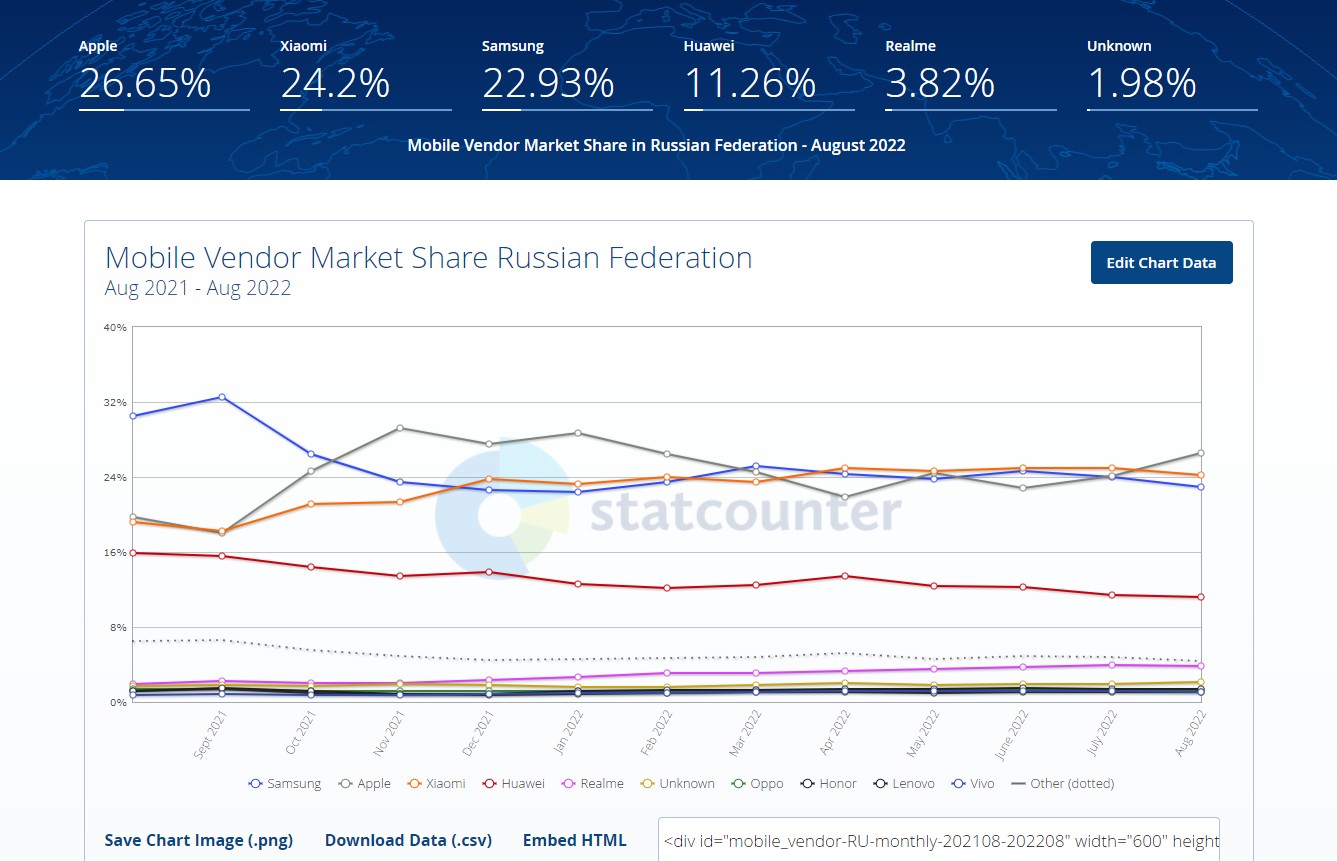 Apple Xiaomi Samsung Huawei Realme Unknown
26.65% 24.2% 22.93% 11.26% 3.82% 1.98%
Mobile Vendor Market Share in Russian Federation - August 2022
Mobile Vendor Market Share Russian Federation
Edit Chart Data
Aug 2021 - Aug 2022
40%
32%
24%
statcounter
16%
8%
0%
Sept 2021 Oct 2021 Nov 2021 Dec 2021 Jan 2022 Feb 2022 Mar 2022 Apr 2022 May 2022 June 2022 July 2022 Aug 2022
Samsung Apple Xiaomi Huawei Realme Unknown Oppo Honor Lenovo Vivo Other (dotted)
Save Chart Image (.png) Download Data (.csv) Embed HTML <div id="mobile_vendor-RU-monthly-202108-202208" width="600" height